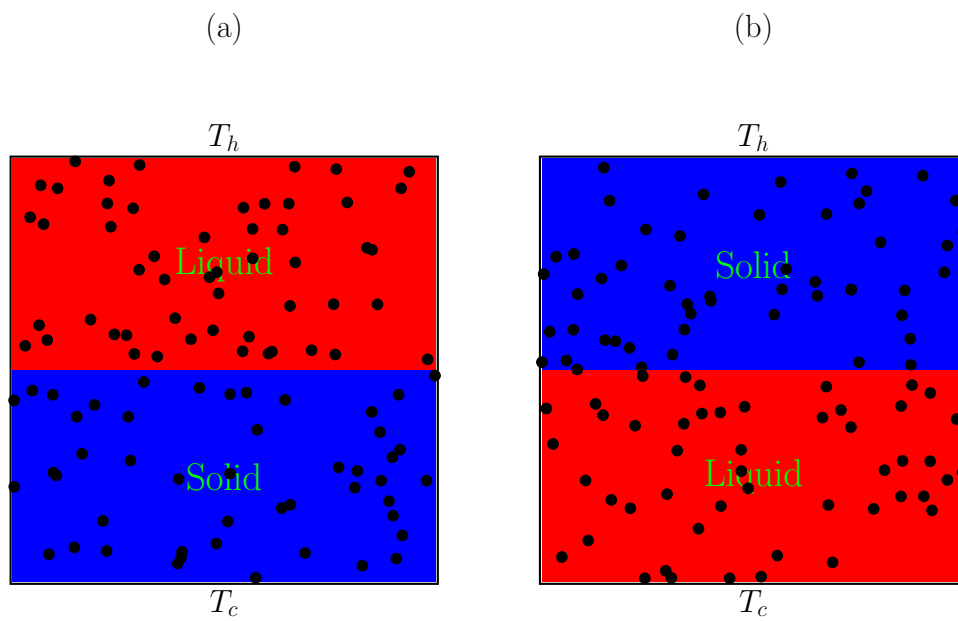 (a) (b)
T_h T_h
Liquid Solid
Solid Liquid
T_c T_c